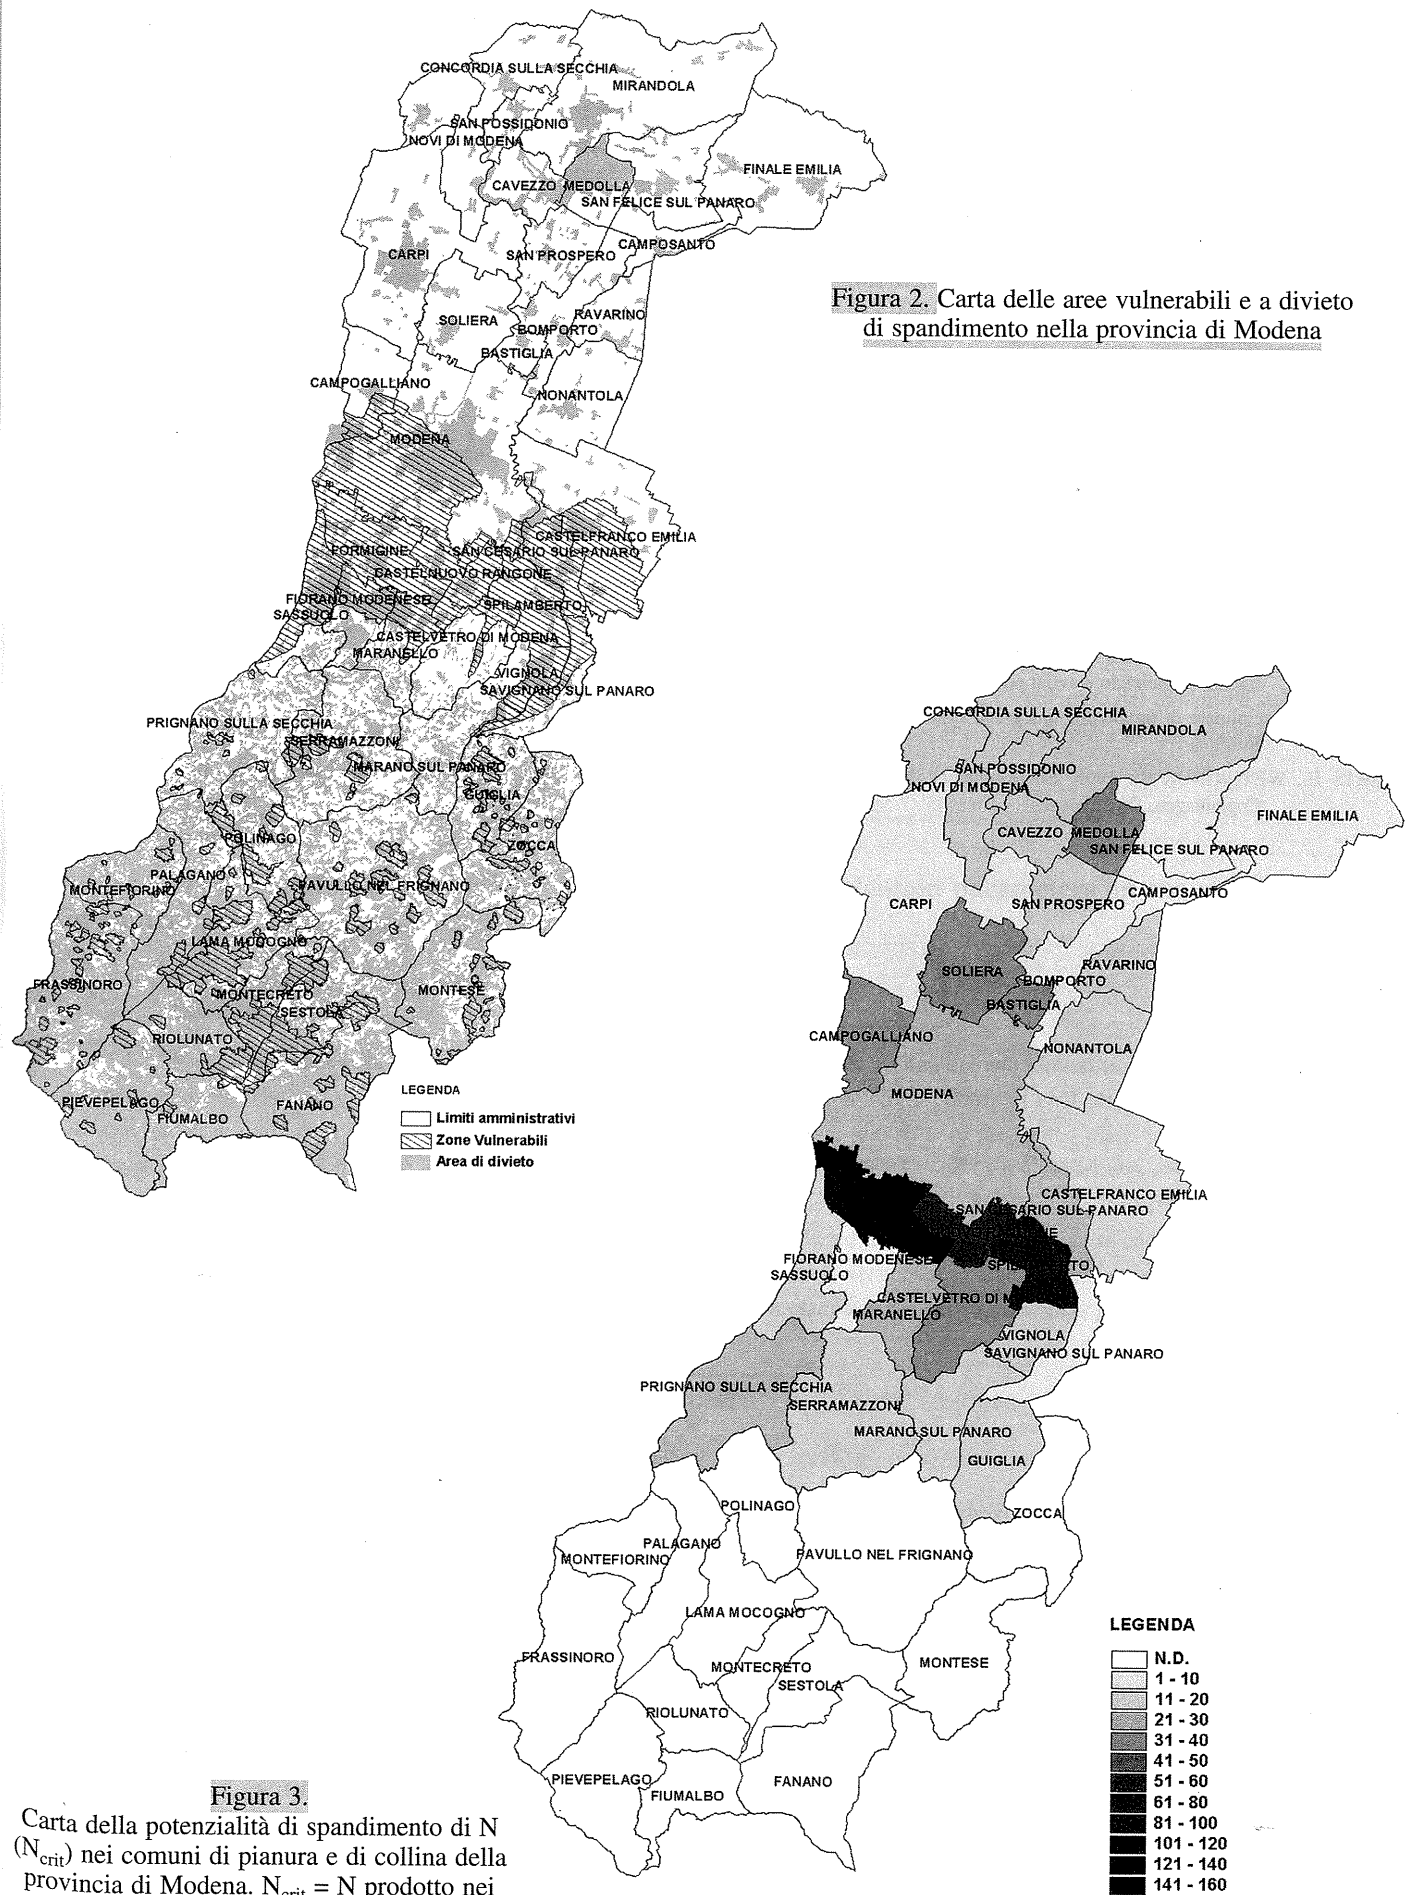 CONCORDIA SULLA SECCHIA
MIRANDOLA
SAN POSSIDONIO
NOVI DI MODENA
FINALE EMILIA
CAVEZZO
MEDOLLA
SAN FELICE SUL PANARO
CAMPOSANTO
CARPI
SAN PROSPERO
RAVARINO
SOLIERA
BOMPORTO
BASTIGLIA
CAMPOGALLIANO
NONANTOLA
MODENA
CASTELFRANCO EMILIA
FORMIGINE
SAN CESARIO SUL PANARO
CASTELNUOVO RANGONE
FIORANO MODENESE
SPILAMBERTO
SASSUOLO
CASTELVETRO DI MODENA
MARANELLO
VIGNOLA
SAVIGNANO SUL PANARO
PRIGNANO SULLA SECCHIA
SERRAMAZZONI
MARANO SUL PANARO
GUIGLIA
POLINAGO
ZOCCA
PALAGANO
MONTEFIORINO
PAVULLO NEL FRIGNANO
LAMA MOCOGNO
FRASSINORO
MONTECRETO
MONTESE
SESTOLA
RIOLUNATO
PIEVEPELAGO
FIUMALBO
FANANO
LEGENDA
Limiti amministrativi
Zone Vulnerabili
Area di divieto
Figura 2. Carta delle aree vulnerabili e a divieto
di spandimento nella provincia di Modena
CONCORDIA SULLA SECCHIA
MIRANDOLA
SAN POSSIDONIO
NOVI DI MODENA
FINALE EMILIA
CAVEZZO
MEDOLLA
SAN FELICE SUL PANARO
CAMPOSANTO
CARPI
SAN PROSPERO
RAVARINO
SOLIERA
BOMPORTO
BASTIGLIA
CAMPOGALLIANO
NONANTOLA
MODENA
CASTELFRANCO EMILIA
SAN CESARIO SUL PANARO
FIORANO MODENESE
SASSUOLO
CASTELVETRO DI
MARANELLO
VIGNOLA
SAVIGNANO SUL PANARO
PRIGNANO SULLA SECCHIA
SERRAMAZZONI
MARANO SUL PANARO
GUIGLIA
POLINAGO
ZOCCA
PALAGANO
MONTEFIORINO
PAVULLO NEL FRIGNANO
LAMA MOCOGNO
FRASSINORO
MONTECRETO
MONTESE
SESTOLA
RIOLUNATO
PIEVEPELAGO
FIUMALBO
FANANO
LEGENDA
N.D.
1 - 10
11 - 20
21 - 30
31 - 40
41 - 50
51 - 60
61 - 80
81 - 100
101 - 120
121 - 140
141 - 160
Figura 3.
Carta della potenzialità di spandimento di N
(Ncrit) nei comuni di pianura e di collina della
provincia di Modena. Ncrit = N prodotto nei